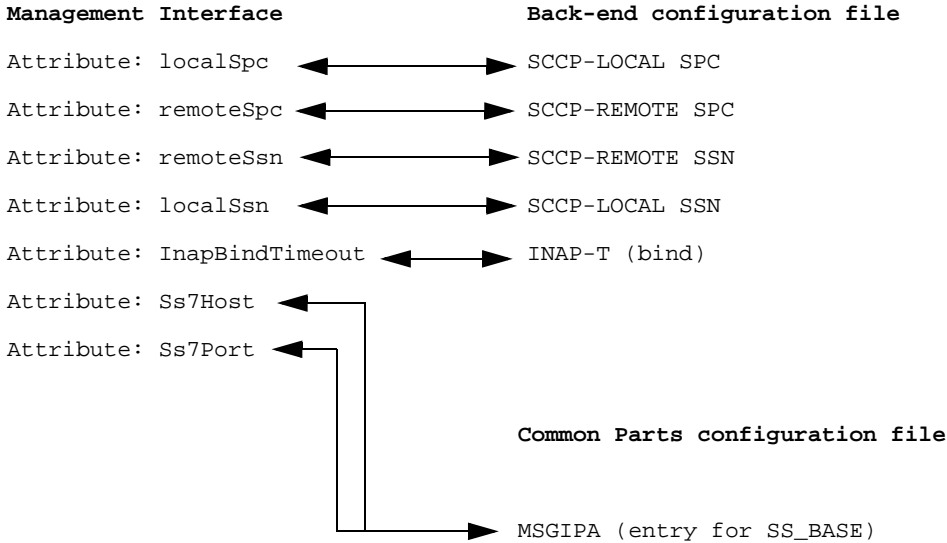 Management Interface Back-end configuration file
Attribute: localSpc SCCP-LOCAL SPC
Attribute: remoteSpc SCCP-REMOTE SPC
Attribute: remoteSsn SCCP-REMOTE SSN
Attribute: localSsn SCCP-LOCAL SSN
Attribute: InapBindTimeout INAP-T (bind)
Attribute: Ss7Host
Attribute: Ss7Port
Common Parts configuration file
MSGIPA (entry for SS_BASE)